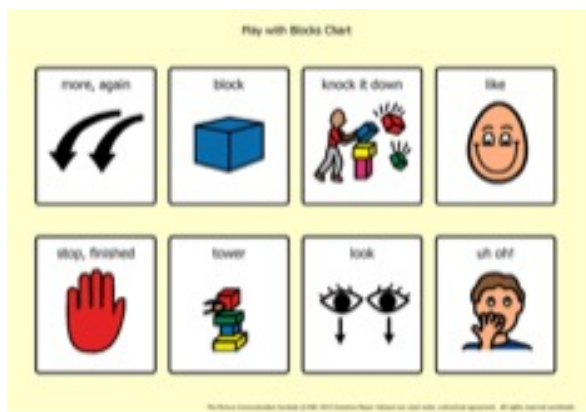 Play with Blocks Chart
more, again
block
knock it down
like
stop, finished
tower
look
uh oh!